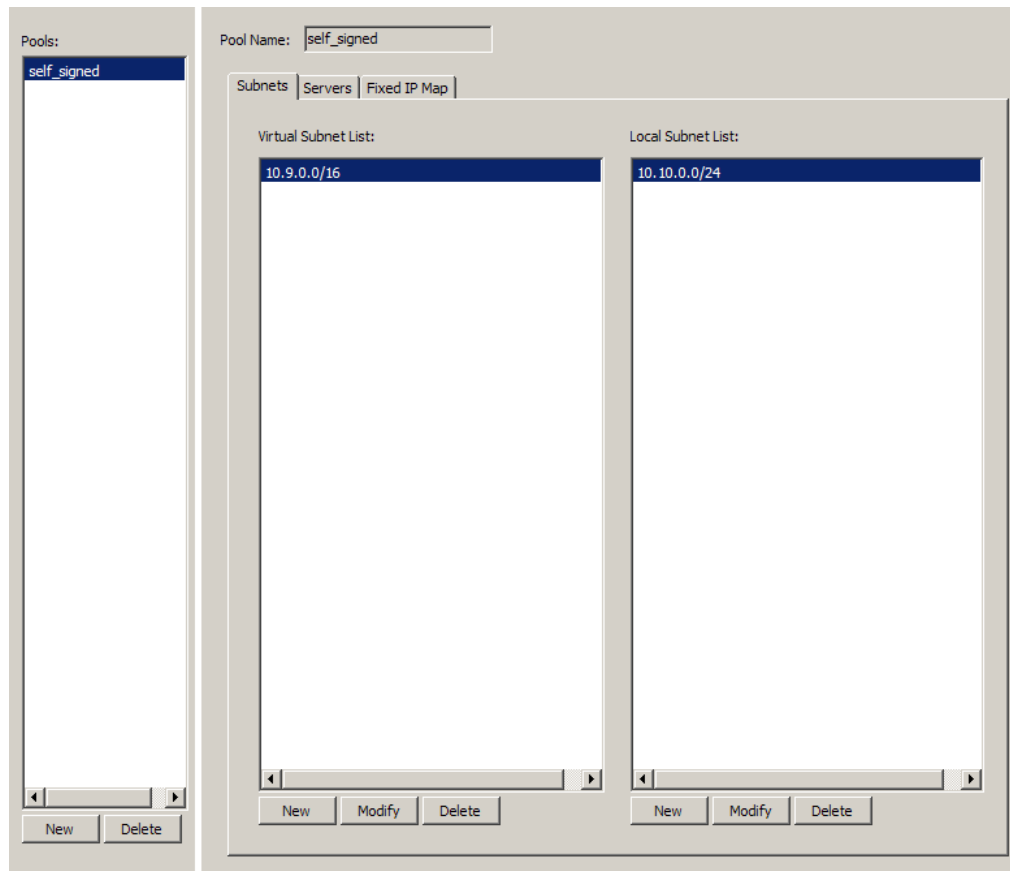 Pools:
self_signed
New Delete
Pool Name: self_signed
Subnets Servers Fixed IP Map
Virtual Subnet List:
10.9.0.0/16
New Modify Delete
Local Subnet List:
10.10.0.0/24
New Modify Delete